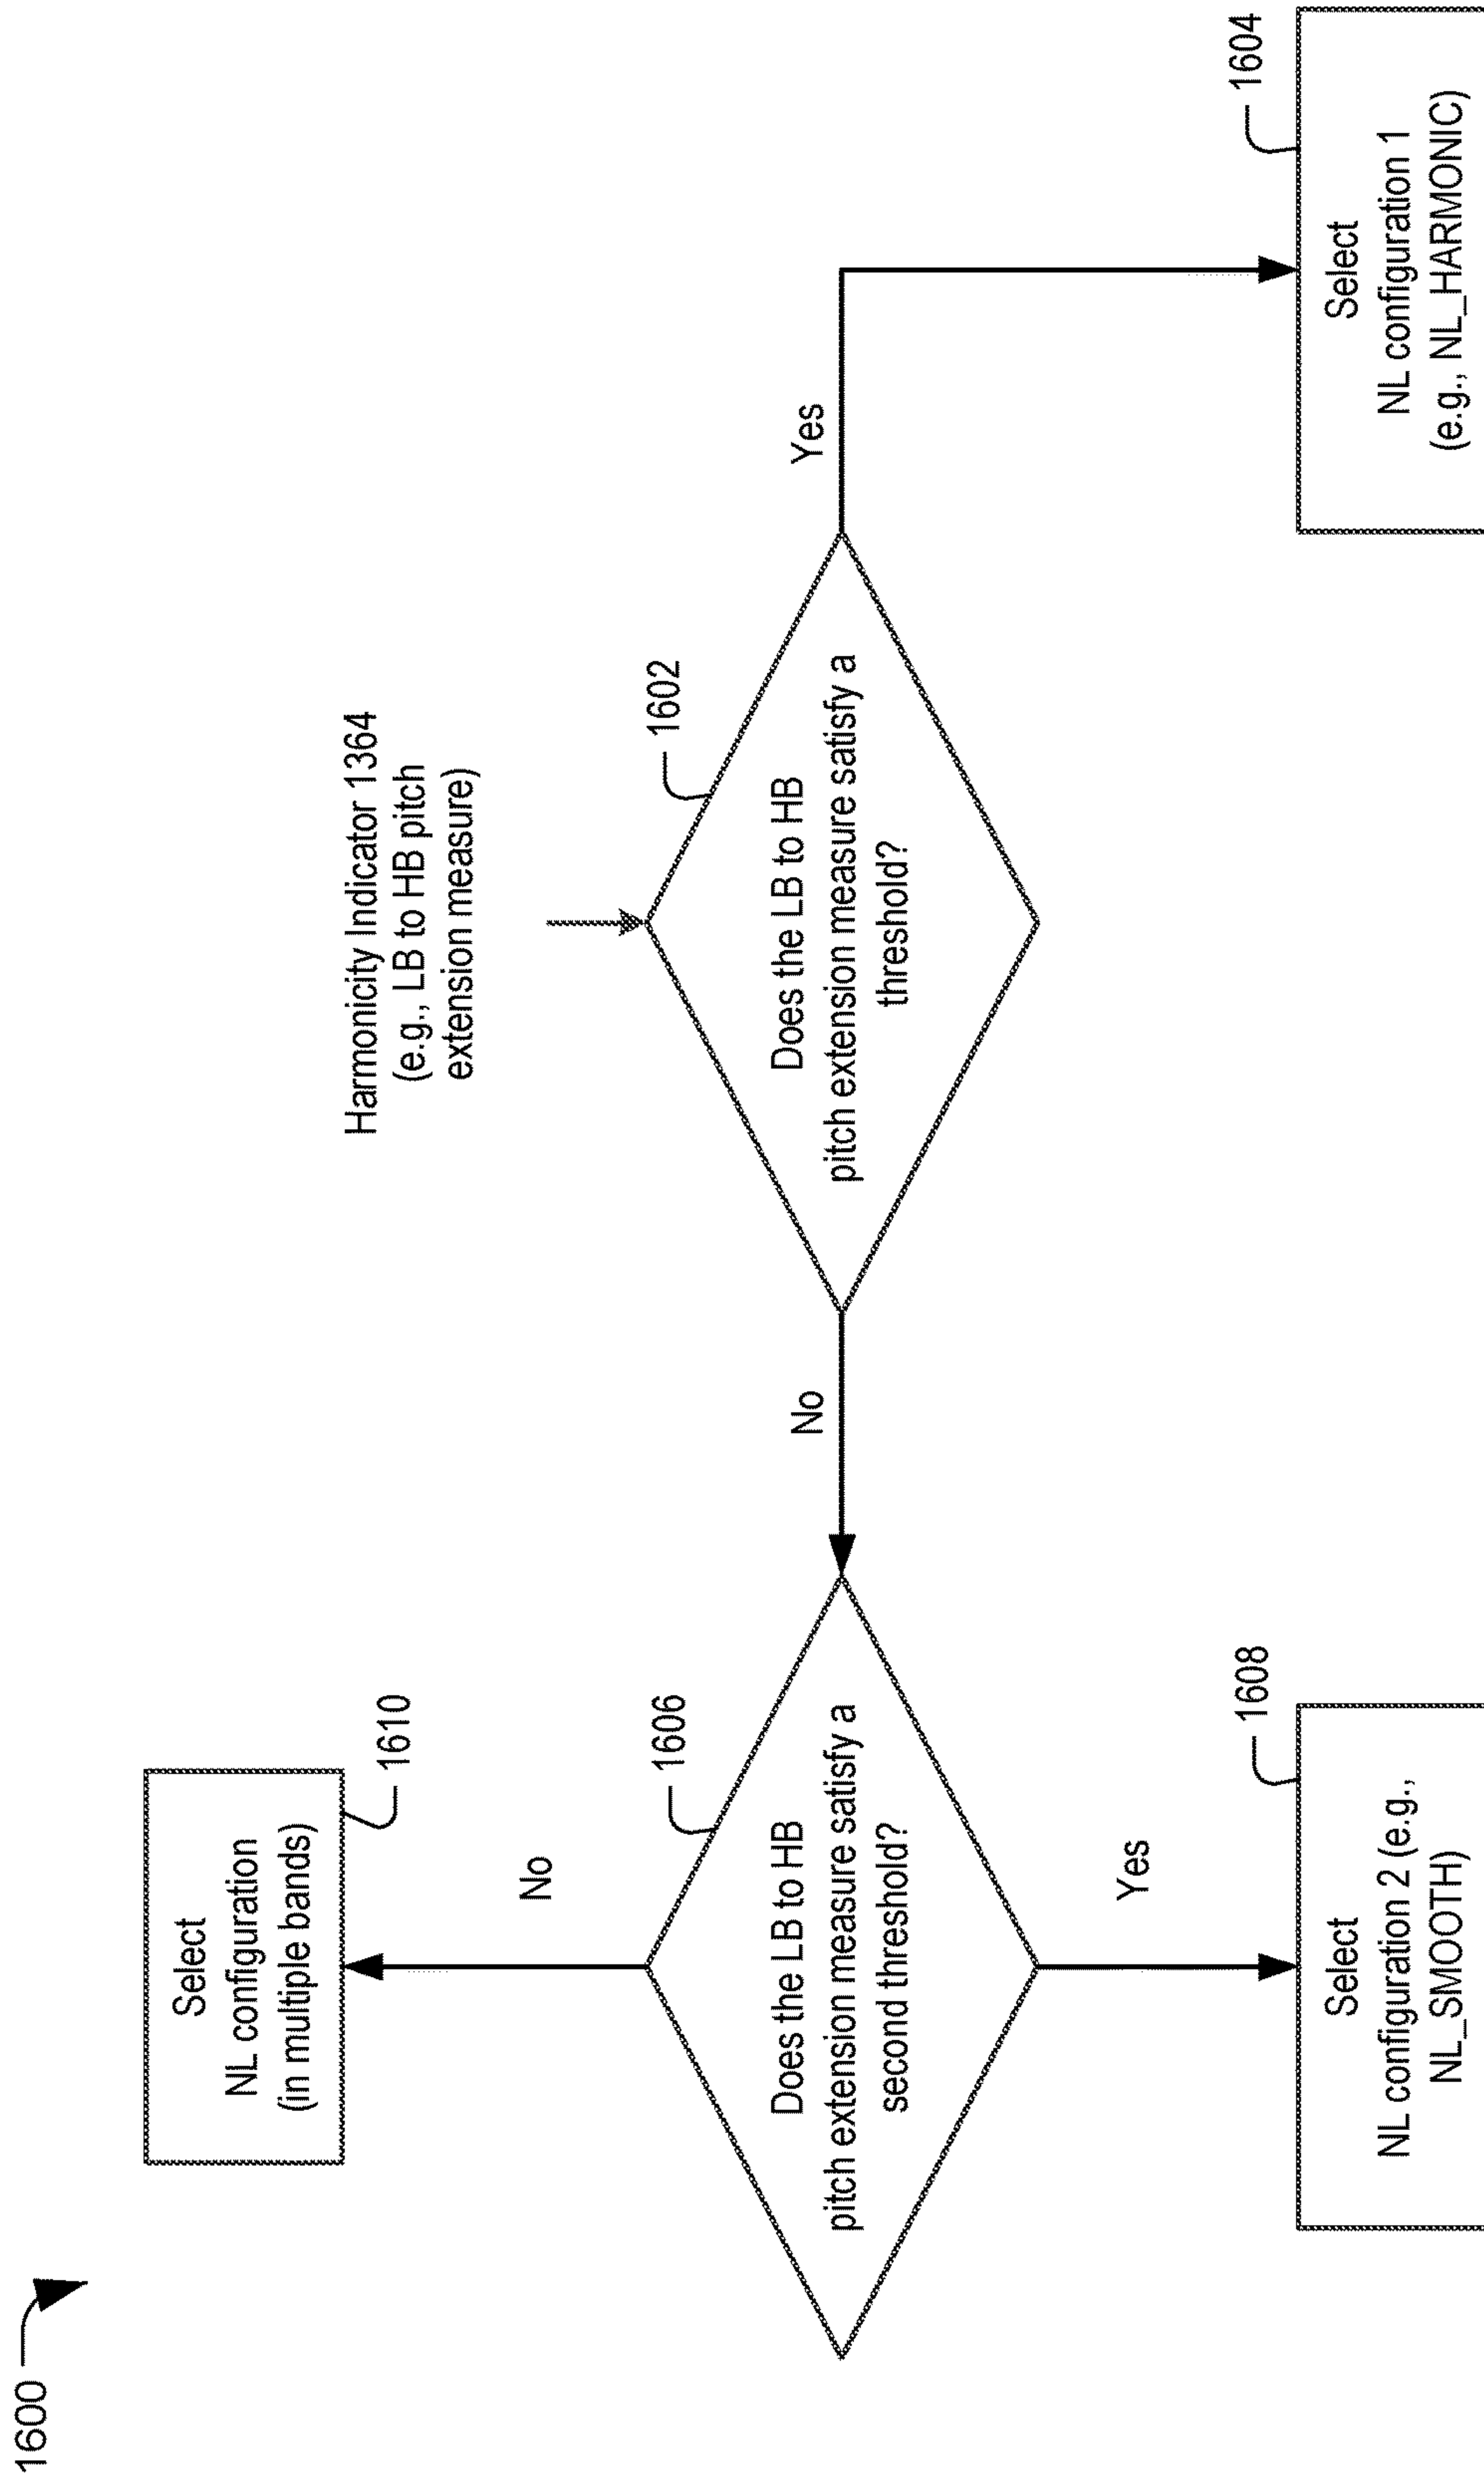 1600
Harmonicity Indicator 1364
(e.g., LB to HB pitch
extension measure)
1602
Does the LB to HB
pitch extension measure satisfy a
threshold?
Yes
1604
Select
NL configuration 1
(e.g., NL_HARMONIC)
No
1606
Does the LB to HB
pitch extension measure satisfy a
second threshold?
No
1610
Select
NL configuration
(in multiple bands)
Yes
1608
Select
NL configuration 2 (e.g.,
NL_SMOOTH)